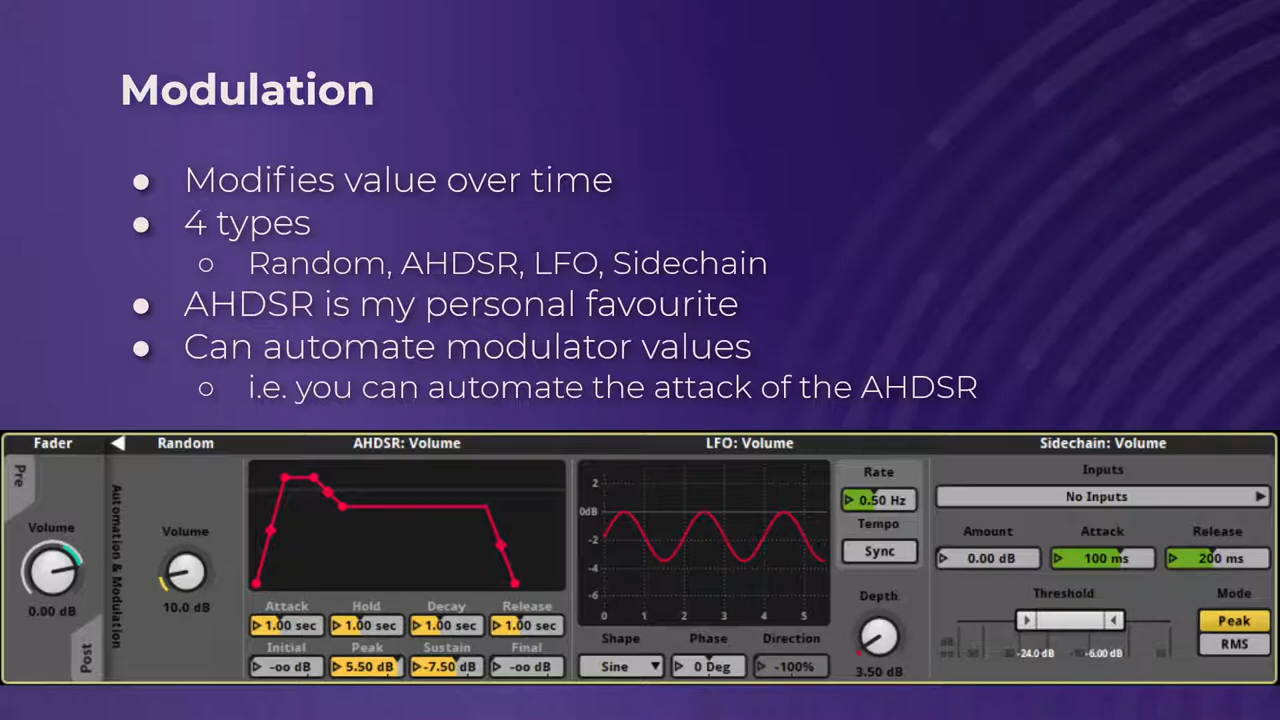 Modulation
● Modifies value over time
● 4 types
○ Random, AHDSR, LFO, Sidechain
● AHDSR is my personal favourite
● Can automate modulator values
○ i.e. you can automate the attack of the AHDSR
Fader
Pre
Volume
0.00 dB
Post
Automation & Modulation
Random
Volume
10.0 dB
AHDSR: Volume
Attack Hold Decay Release
1.00 sec 1.00 sec 1.00 sec 1.00 sec
Initial Peak Sustain Final
-oo dB 5.50 dB -7.50 dB -oo dB
LFO: Volume
2
0dB
-2
-4
-6
0 1 2 3 4 5
Shape Phase Direction
Sine 0 Deg -100%
Rate
0.50 Hz
Tempo
Sync
Depth
3.50 dB
Sidechain: Volume
Inputs
No Inputs
Amount Attack Release
0.00 dB 100 ms 200 ms
Threshold
-24.0 dB -6.00 dB
Mode
Peak
RMS